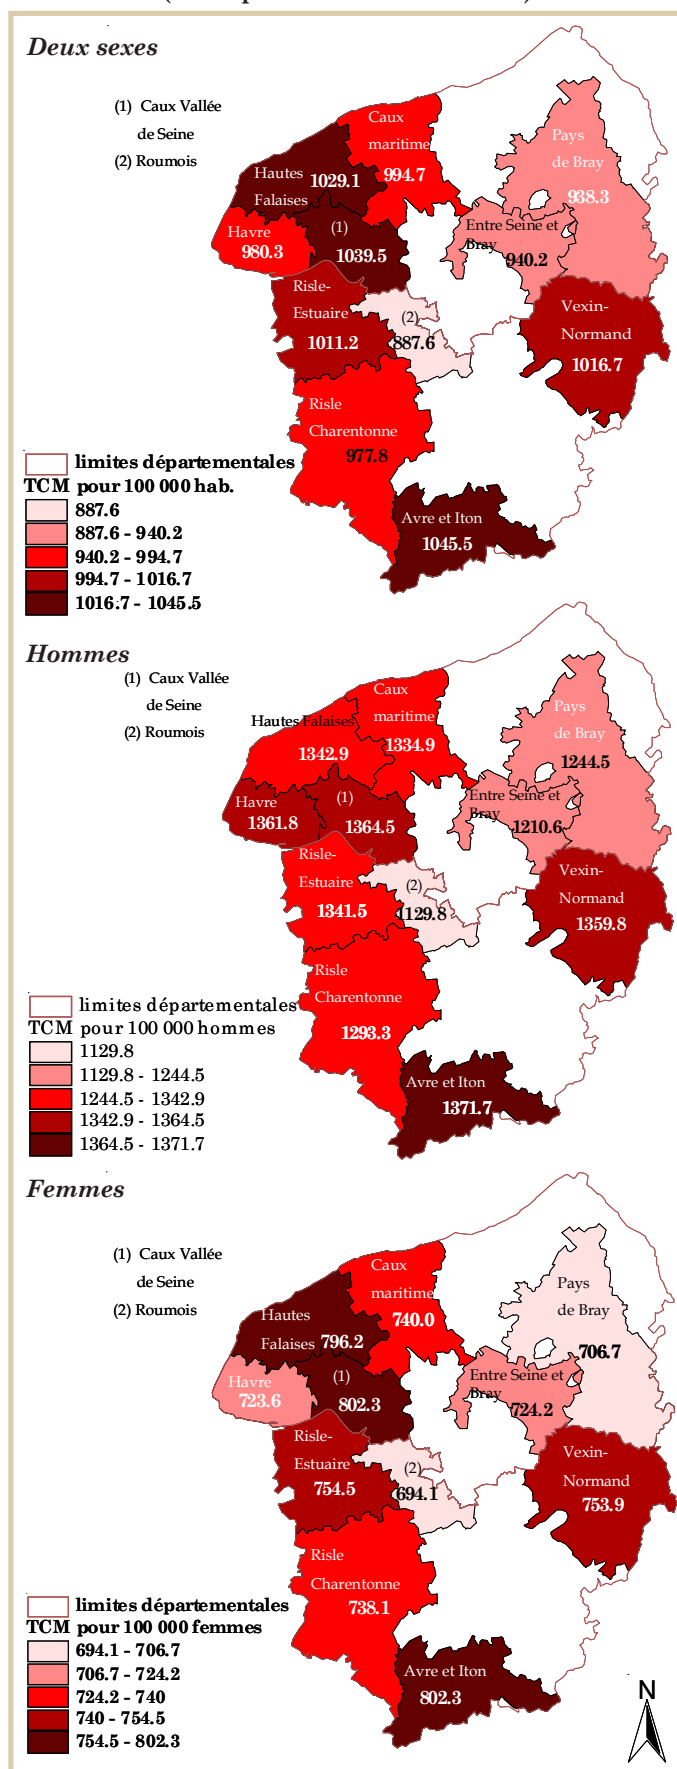 Deux sexes
(1) Caux Vallée
de Seine
(2) Roumois
Caux
maritime
994.7
Pays
de Bray
938.3
Hautes
Falaises
1029.1
(1)
1039.5
Havre
980.3
Entre Seine et
Bray
940.2
Risle-
Estuaire
1011.2
(2)
887.6
Vexin-
Normand
1016.7
Risle
Charentonne
977.8
Avre et Iton
1045.5
limites départementales
TCM pour 100 000 hab.
887.6
887.6 - 940.2
940.2 - 994.7
994.7 - 1016.7
1016.7 - 1045.5
Hommes
(1) Caux Vallée
de Seine
(2) Roumois
Caux
maritime
1334.9
Pays
de Bray
1244.5
Hautes Falaises
1342.9
(1)
1364.5
Havre
1361.8
Entre Seine et
Bray
1210.6
Risle-
Estuaire
1341.5
(2)
1129.8
Vexin-
Normand
1359.8
Risle
Charentonne
1293.3
Avre et Iton
1371.7
limites départementales
TCM pour 100 000 hommes
1129.8
1129.8 - 1244.5
1244.5 - 1342.9
1342.9 - 1364.5
1364.5 - 1371.7
Femmes
(1) Caux Vallée
de Seine
(2) Roumois
Caux
maritime
740.0
Pays
de Bray
706.7
Hautes
Falaises 796.2
(1)
802.3
Havre
723.6
Entre Seine et
Bray
724.2
Risle-
Estuaire
754.5
(2)
694.1
Vexin-
Normand
753.9
Risle
Charentonne
738.1
Avre et Iton
802.3
limites départementales
TCM pour 100 000 femmes
694.1 - 706.7
706.7 - 724.2
724.2 - 740
740 - 754.5
754.5 - 802.3
N